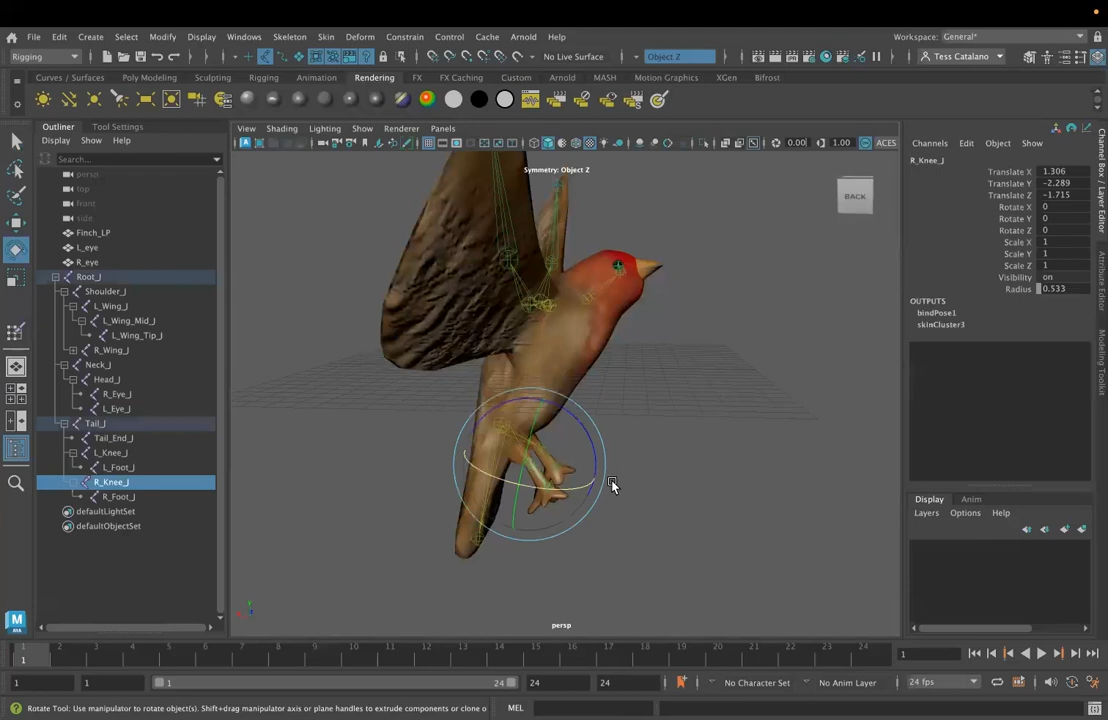 File Edit Create Select Modify Display Windows Skeleton Skin Deform Constrain Control Cache Arnold Help
Workspace: General*
Rigging
No Live Surface
Object Z
Tess Catalano
Curves / Surfaces Poly Modeling Sculpting Rigging Animation Rendering FX FX Caching Custom Arnold MASH Motion Graphics XGen Bifrost
Outliner Tool Settings
Display Show Help
Search...
persp
top
front
side
Finch_LP
L_eye
R_eye
Root_J
Shoulder_J
L_Wing_J
L_Wing_Mid_J
L_Wing_Tip_J
R_Wing_J
Neck_J
Head_J
R_Eye_J
L_Eye_J
Tail_J
Tail_End_J
L_Knee_J
L_Foot_J
R_Knee_J
R_Foot_J
defaultLightSet
defaultObjectSet
View Shading Lighting Show Renderer Panels
0.00 1.00 ACES
Symmetry: Object Z
BACK
persp
Channels Edit Object Show
R_Knee_J
Translate X 1.306
Translate Y -2.289
Translate Z -1.715
Rotate X 0
Rotate Y 0
Rotate Z 0
Scale X 1
Scale Y 1
Scale Z 1
Visibility on
Radius 0.533
OUTPUTS
bindPose1
skinCluster3
Display Anim
Layers Options Help
Channel Box / Layer Editor
Attribute Editor
Modeling Toolkit
1 2 3 4 5 6 7 8 9 10 11 12 13 14 15 16 17 18 19 20 21 22 23 24
1
1
1 1 1 24 24 24
No Character Set No Anim Layer 24 fps
Rotate Tool: Use manipulator to rotate object(s). Shift+drag manipulator axis or plane handles to extrude components or clone o
MEL